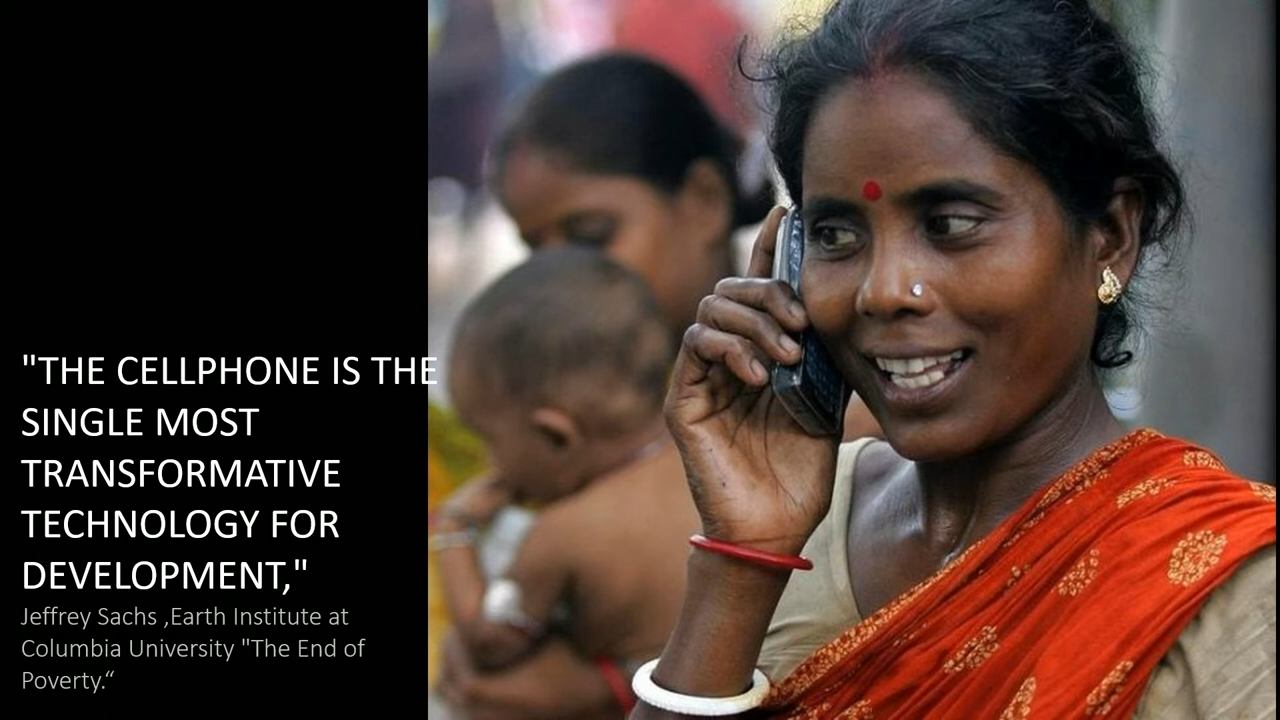 "THE CELLPHONE IS THE
SINGLE MOST
TRANSFORMATIVE
TECHNOLOGY FOR
DEVELOPMENT,"
Jeffrey Sachs ,Earth Institute at
Columbia University "The End of
Poverty.“